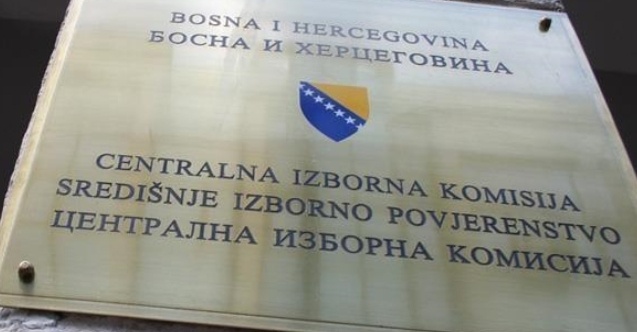 BOSNA I HERCEGOVINA
БОСНА И ХЕРЦЕГОВИНА
CENTRALNA IZBORNA KOMISIJA
SREDIŠNJE IZBORNO POVJERENSTVO
ЦЕНТРАЛНА ИЗБОРНА КОМИСИЈА